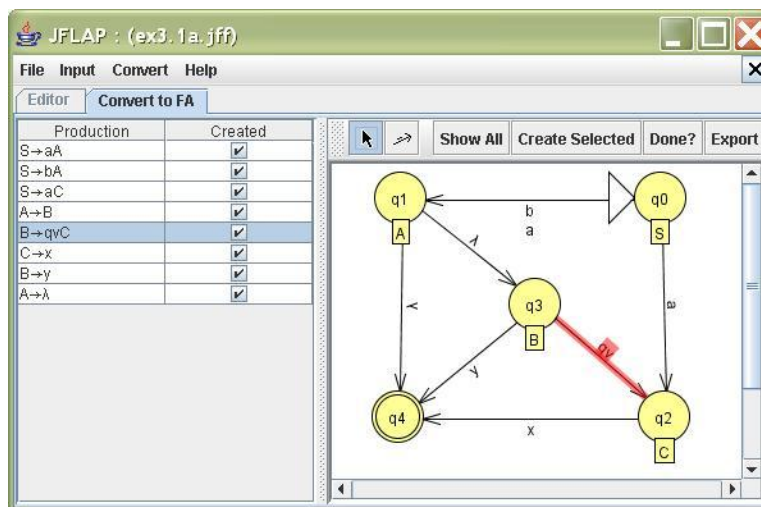 JFLAP : (ex3.1a.jff)
File Input Convert Help
Editor Convert to FA
Production Created
S→aA
S→bA
S→aC
A→B
B→qvC
C→x
B→y
A→λ
Show All Create Selected Done? Export
q1
A
b
a
q0
S
λ
λ
q3
B
a
qv
y
q4
x
q2
C